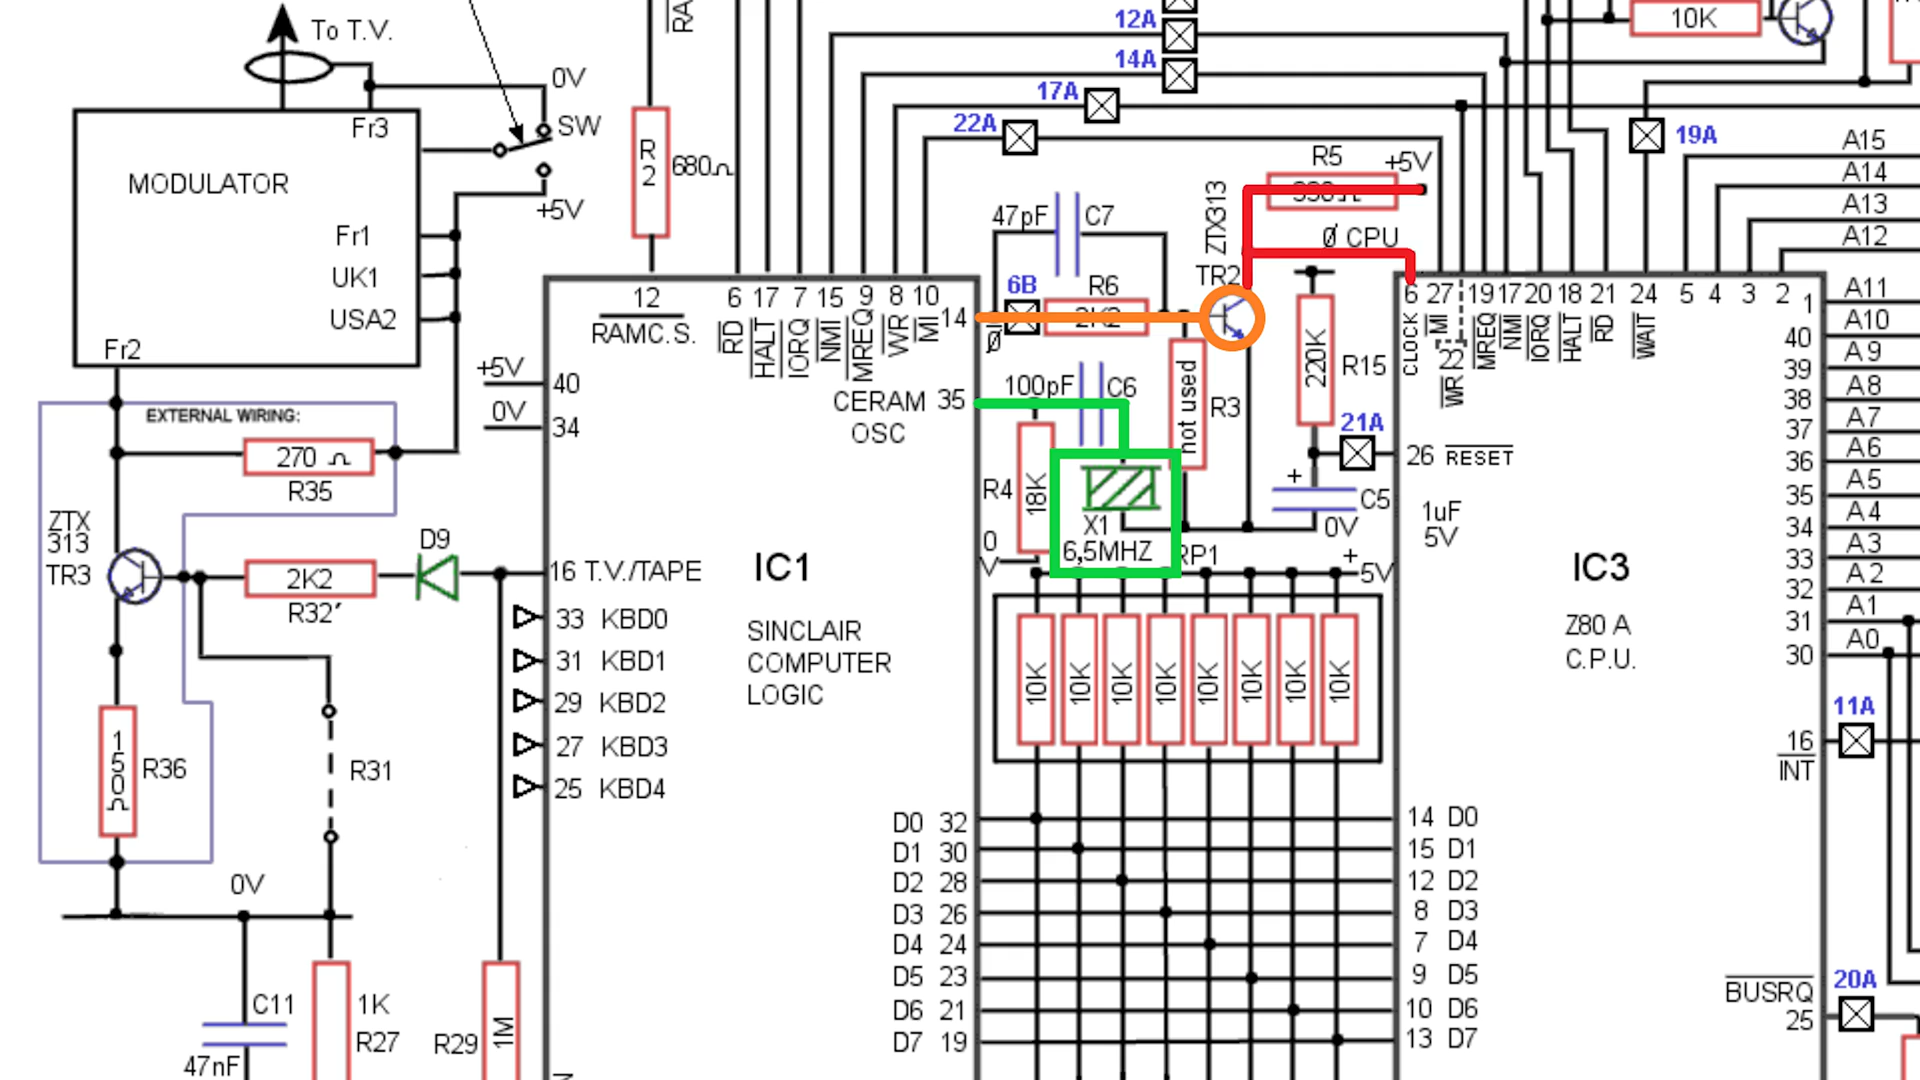 To T.V.
0V
Fr3
SW
MODULATOR
+5V
Fr1
UK1
USA2
Fr2
EXTERNAL WIRING:
270 Ω
R35
ZTX
313
TR3
2K2
R32'
D9
150Ω
R36
R31
0V
C11
47nF
1K
R27
R29
1M
R2
680Ω
RA
12A
14A
17A
22A
19A
10K
12
RAMC.S.
6 17 7 15 9 8 10
RD
HALT
IORQ
NMI
MREQ
WR
MI
14
Ø
+5V
40
0V
34
CERAM 35
OSC
16 T.V./TAPE
33 KBD0
31 KBD1
29 KBD2
27 KBD3
25 KBD4
IC1
SINCLAIR
COMPUTER
LOGIC
D0 32
D1 30
D2 28
D3 26
D4 24
D5 23
D6 21
D7 19
47pF
C7
6B
R6
2K2
ZTX313
TR2
R5
+5V
Ø CPU
100pF
C6
R4
18K
not used
R3
X1
6,5MHZ
0V
RP1
+
5V
220K
R15
21A
+
C5
0V
1uF
5V
10K
10K
10K
10K
10K
10K
10K
10K
6 27 19 17 20 18 21 24 5 4 3 2
CLOCK
MI
22
WR
MREQ
NMI
IORQ
HALT
RD
WAIT
26 RESET
IC3
Z80 A
C.P.U.
14 D0
15 D1
12 D2
8 D3
7 D4
9 D5
10 D6
13 D7
A15
A14
A13
A12
1 A11
40 A10
39 A9
38 A8
37 A7
36 A6
35 A5
34 A4
33 A3
32 A2
31 A1
30 A0
11A
16
INT
20A
BUSRQ
25